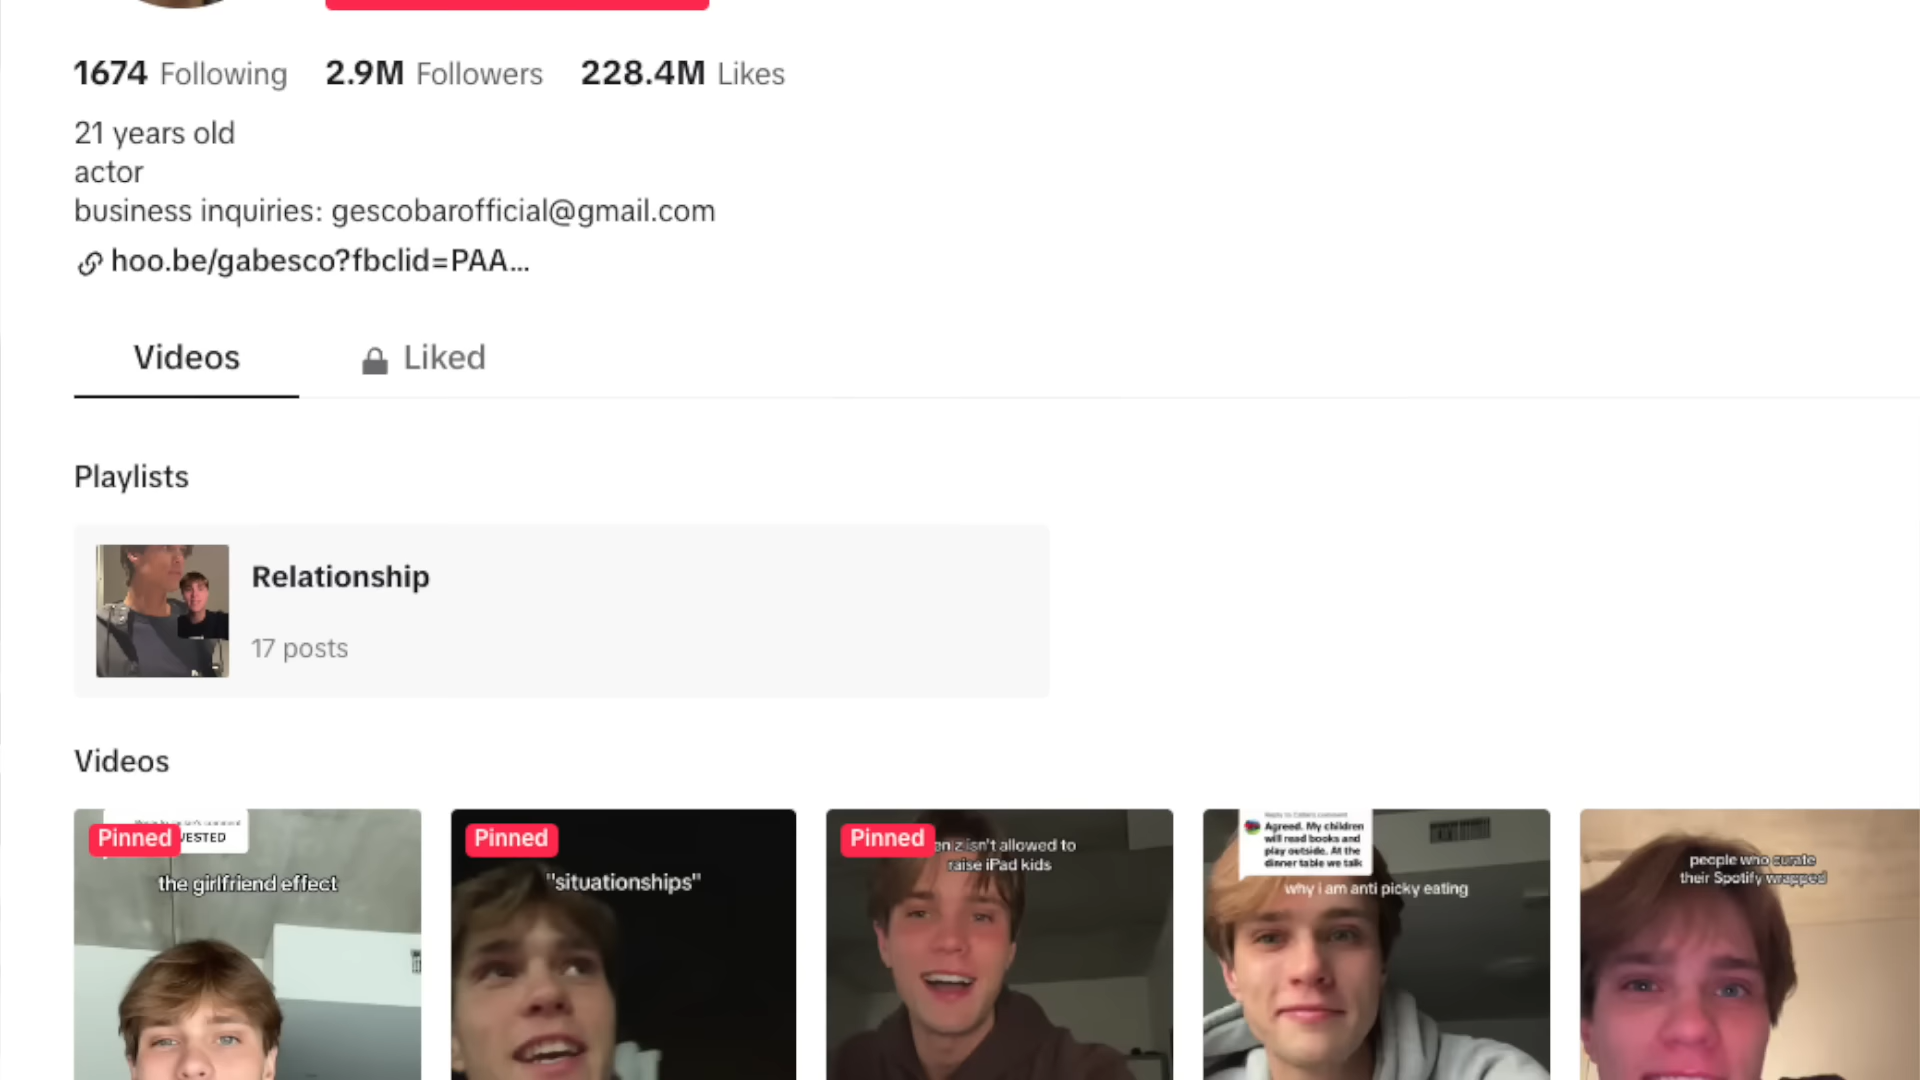 1674 Following 2.9M Followers 228.4M Likes
21 years old
actor
business inquiries: gescobarofficial@gmail.com
hoo.be/gabesco?fbclid=PAA...
Videos Liked
Playlists
Relationship
17 posts
Videos
Pinned
the girlfriend effect
Pinned
"situationships"
Pinned
isn't allowed to
raise iPad kids
Agreed. My children
will read books and
play outside. At the
dinner table we talk
why i am anti picky eating
people who curate
their Spotify wrapped